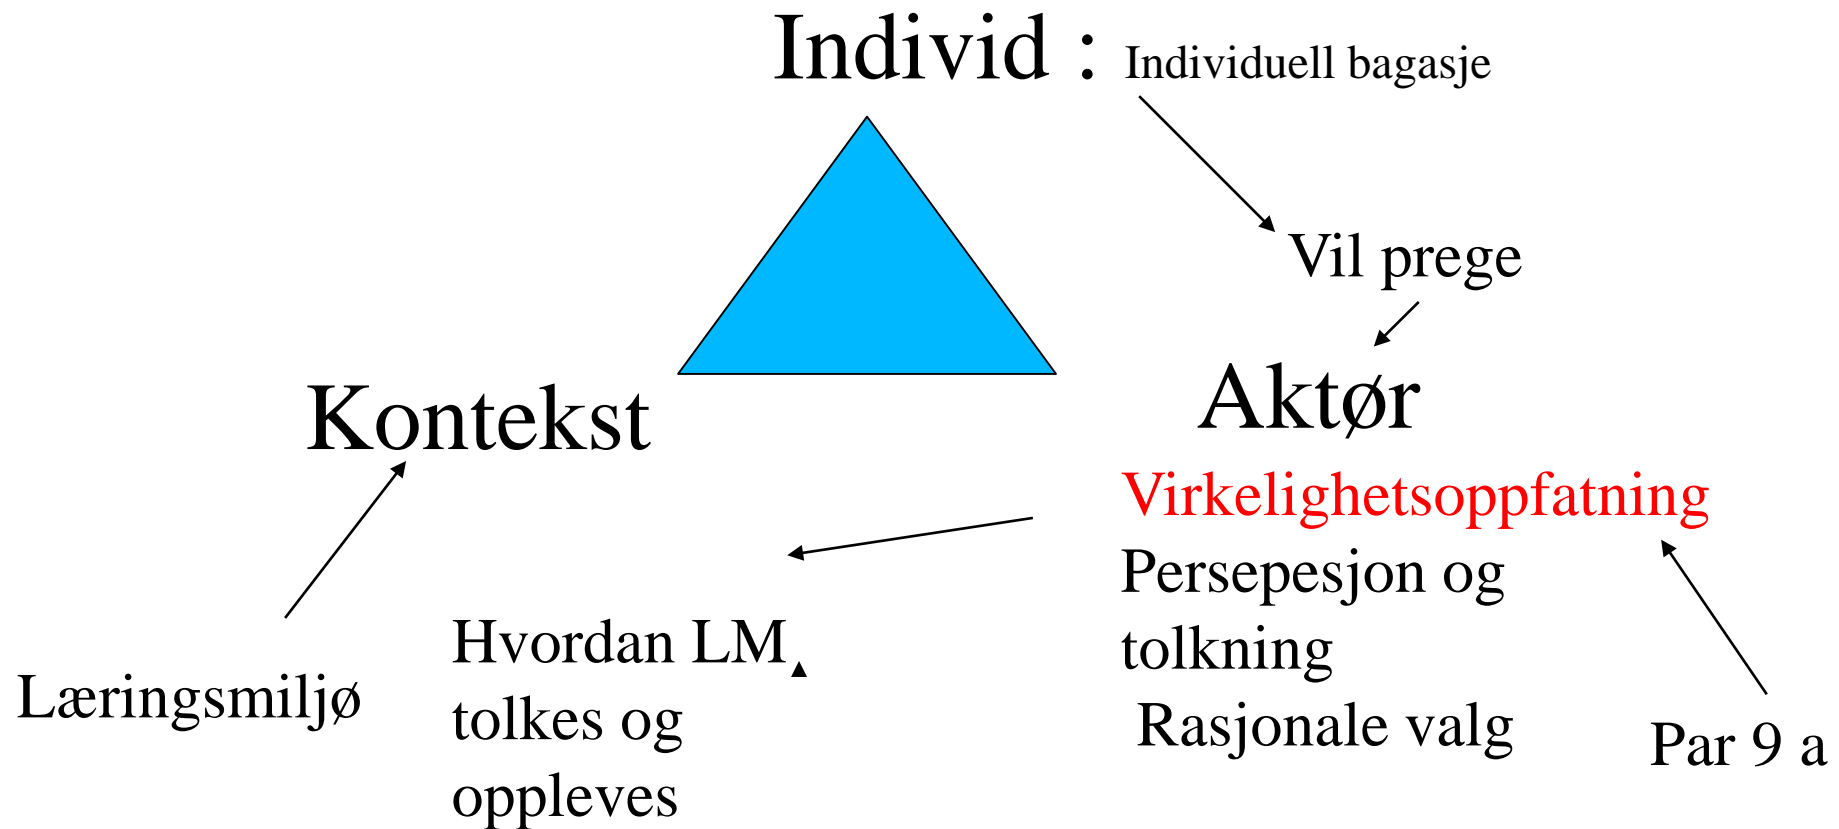 Individ : Individuell bagasje
Vil prege
Kontekst
Aktør
Virkelighetsoppfatning
Persepesjon og
tolkning
Rasjonale valg
Hvordan LM
tolkes og
oppleves
Læringsmiljø
Par 9 a